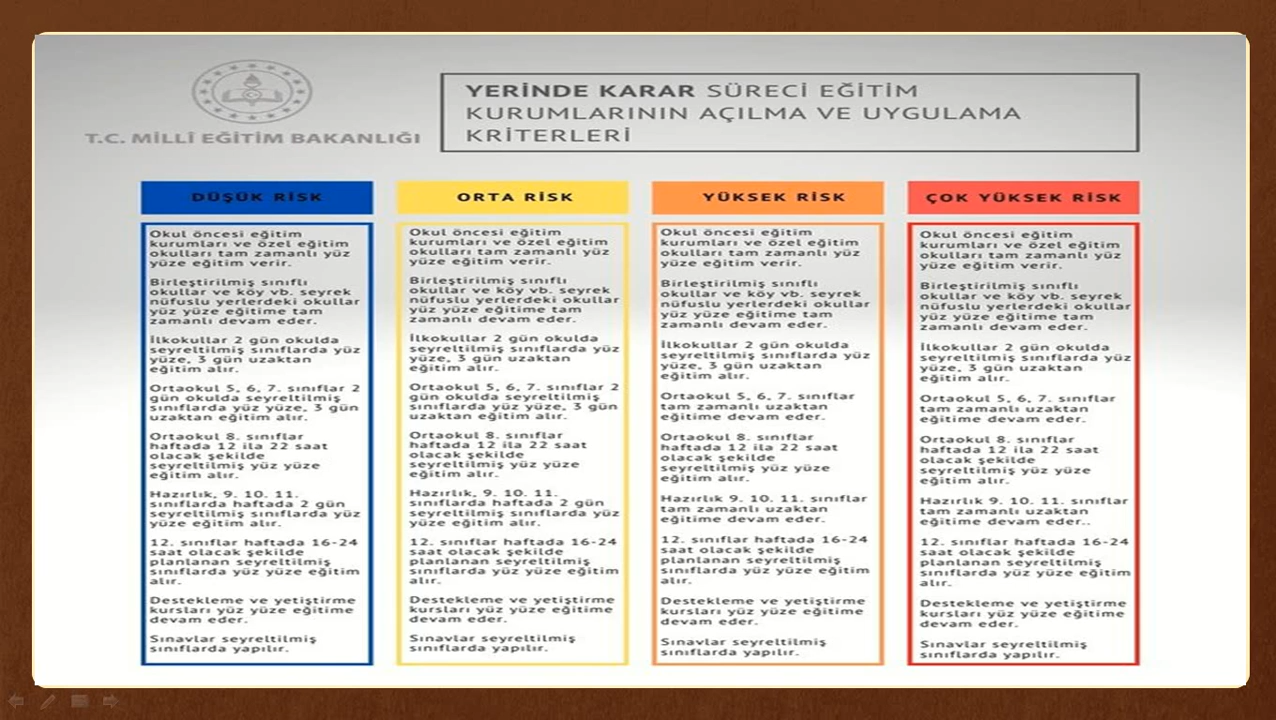 T.C. MİLLÎ EĞİTİM BAKANLIĞI
YERİNDE KARAR SÜRECİ EĞİTİM
KURUMLARININ AÇILMA VE UYGULAMA
KRİTERLERİ
DÜŞÜK RİSK
Okul öncesi eğitim
kurumları ve özel eğitim
okulları tam zamanlı yüz
yüze eğitim verir.
Birleştirilmiş sınıflı
okullar ve köy vb. seyrek
nüfuslu yerlerdeki okullar
yüz yüze eğitime tam
zamanlı devam eder.
İlkokullar 2 gün okulda
seyreltilmiş sınıflarda yüz
yüze, 3 gün uzaktan
eğitim alır.
Ortaokul 5, 6, 7. sınıflar 2
gün okulda seyreltilmiş
sınıflarda yüz yüze, 3 gün
uzaktan eğitim alır.
Ortaokul 8. sınıflar
haftada 12 ila 22 saat
olacak şekilde
seyreltilmiş yüz yüze
eğitim alır.
Hazırlık, 9. 10. 11.
sınıflarda haftada 2 gün
seyreltilmiş sınıflarda yüz
yüze eğitim alır.
12. sınıflar haftada 16-24
saat olacak şekilde
planlanan seyreltilmiş
sınıflarda yüz yüze eğitim
alır.
Destekleme ve yetiştirme
kursları yüz yüze eğitime
devam eder.
Sınavlar seyreltilmiş
sınıflarda yapılır.
ORTA RİSK
Okul öncesi eğitim
kurumları ve özel eğitim
okulları tam zamanlı yüz
yüze eğitim verir.
Birleştirilmiş sınıflı
okullar ve köy vb. seyrek
nüfuslu yerlerdeki okullar
yüz yüze eğitime tam
zamanlı devam eder.
İlkokullar 2 gün okulda
seyreltilmiş sınıflarda yüz
yüze, 3 gün uzaktan
eğitim alır.
Ortaokul 5, 6, 7. sınıflar 2
gün okulda seyreltilmiş
sınıflarda yüz yüze, 3 gün
uzaktan eğitim alır.
Ortaokul 8. sınıflar
haftada 12 ila 22 saat
olacak şekilde
seyreltilmiş yüz yüze
eğitim alır.
Hazırlık, 9. 10. 11.
sınıflarda haftada 2 gün
seyreltilmiş sınıflarda yüz
yüze eğitim alır.
12. sınıflar haftada 16-24
saat olacak şekilde
planlanan seyreltilmiş
sınıflarda yüz yüze eğitim
alır.
Destekleme ve yetiştirme
kursları yüz yüze eğitime
devam eder.
Sınavlar seyreltilmiş
sınıflarda yapılır.
YÜKSEK RİSK
Okul öncesi eğitim
kurumları ve özel eğitim
okulları tam zamanlı yüz
yüze eğitim verir.
Birleştirilmiş sınıflı
okullar ve köy vb. seyrek
nüfuslu yerlerdeki okullar
yüz yüze eğitime tam
zamanlı devam eder.
İlkokullar 2 gün okulda
seyreltilmiş sınıflarda yüz
yüze, 3 gün uzaktan
eğitim alır.
Ortaokul 5, 6, 7. sınıflar
tam zamanlı uzaktan
eğitime devam eder.
Ortaokul 8. sınıflar
haftada 12 ila 22 saat
olacak şekilde
seyreltilmiş yüz yüze
eğitim alır.
Hazırlık 9. 10. 11. sınıflar
tam zamanlı uzaktan
eğitime devam eder.
12. sınıflar haftada 16-24
saat olacak şekilde
planlanan seyreltilmiş
sınıflarda yüz yüze eğitim
alır.
Destekleme ve yetiştirme
kursları yüz yüze eğitime
devam eder.
Sınavlar seyreltilmiş
sınıflarda yapılır.
ÇOK YÜKSEK RİSK
Okul öncesi eğitim
kurumları ve özel eğitim
okulları tam zamanlı yüz
yüze eğitim verir.
Birleştirilmiş sınıflı
okullar ve köy vb. seyrek
nüfuslu yerlerdeki okullar
yüz yüze eğitime tam
zamanlı devam eder.
İlkokullar 2 gün okulda
seyreltilmiş sınıflarda yüz
yüze, 3 gün uzaktan
eğitim alır.
Ortaokul 5, 6, 7. sınıflar
tam zamanlı uzaktan
eğitime devam eder.
Ortaokul 8. sınıflar
haftada 12 ila 22 saat
olacak şekilde
seyreltilmiş yüz yüze
eğitim alır.
Hazırlık 9. 10. 11. sınıflar
tam zamanlı uzaktan
eğitime devam eder..
12. sınıflar haftada 16-24
saat olacak şekilde
planlanan seyreltilmiş
sınıflarda yüz yüze eğitim
alır.
Destekleme ve yetiştirme
kursları yüz yüze eğitime
devam eder.
Sınavlar seyreltilmiş
sınıflarda yapılır.